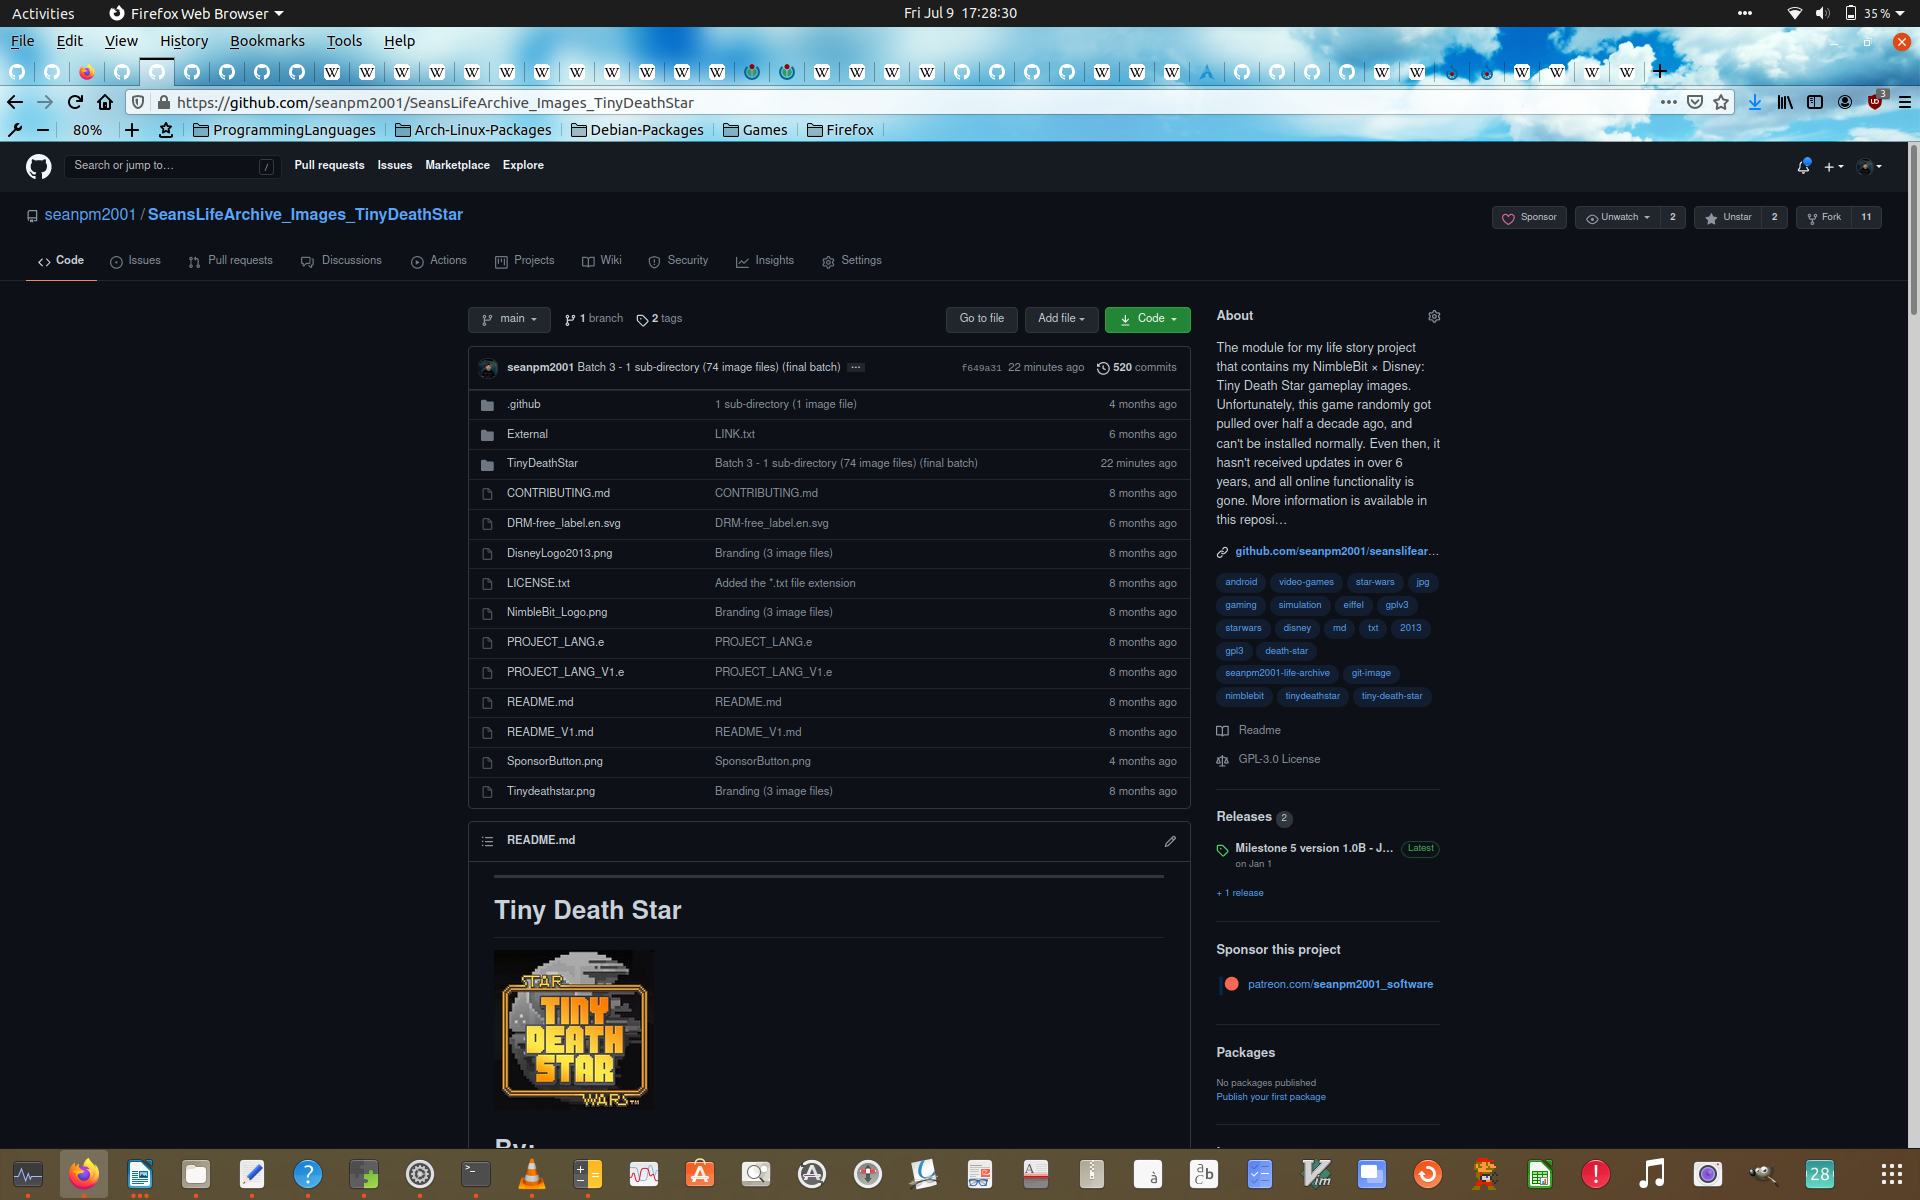 Activities
Firefox Web Browser
Fri Jul 9 17:28:30
35 %
File Edit View History Bookmarks Tools Help
https://github.com/seanpm2001/SeansLifeArchive_Images_TinyDeathStar
3
80%
ProgrammingLanguages
Arch-Linux-Packages
Debian-Packages
Games
Firefox
Search or jump to…
/
Pull requests Issues Marketplace Explore
seanpm2001 / SeansLifeArchive_Images_TinyDeathStar
Sponsor
Unwatch 2
Unstar 2
Fork 11
Code
Issues
Pull requests
Discussions
Actions
Projects
Wiki
Security
Insights
Settings
main
1 branch
2 tags
Go to file
Add file
Code
seanpm2001 Batch 3 - 1 sub-directory (74 image files) (final batch) ...
f649a31 22 minutes ago
520 commits
.github 1 sub-directory (1 image file) 4 months ago
External LINK.txt 6 months ago
TinyDeathStar Batch 3 - 1 sub-directory (74 image files) (final batch) 22 minutes ago
CONTRIBUTING.md CONTRIBUTING.md 8 months ago
DRM-free_label.en.svg DRM-free_label.en.svg 6 months ago
DisneyLogo2013.png Branding (3 image files) 8 months ago
LICENSE.txt Added the *.txt file extension 8 months ago
NimbleBit_Logo.png Branding (3 image files) 8 months ago
PROJECT_LANG.e PROJECT_LANG.e 8 months ago
PROJECT_LANG_V1.e PROJECT_LANG_V1.e 8 months ago
README.md README.md 8 months ago
README_V1.md README_V1.md 8 months ago
SponsorButton.png SponsorButton.png 4 months ago
Tinydeathstar.png Branding (3 image files) 8 months ago
README.md
Tiny Death Star
STAR
TINY
DEATH
STAR
WARS™
By:
About
The module for my life story project
that contains my NimbleBit × Disney:
Tiny Death Star gameplay images.
Unfortunately, this game randomly got
pulled over half a decade ago, and
can't be installed normally. Even then, it
hasn't received updates in over 6
years, and all online functionality is
gone. More information is available in
this reposi…
github.com/seanpm2001/seanslifear…
android video-games star-wars jpg
gaming simulation eiffel gplv3
starwars disney md txt 2013
gpl3 death-star
seanpm2001-life-archive git-image
nimblebit tinydeathstar tiny-death-star
Readme
GPL-3.0 License
Releases 2
Milestone 5 version 1.0B - J… Latest
on Jan 1
+ 1 release
Sponsor this project
patreon.com/seanpm2001_software
Packages
No packages published
Publish your first package
28